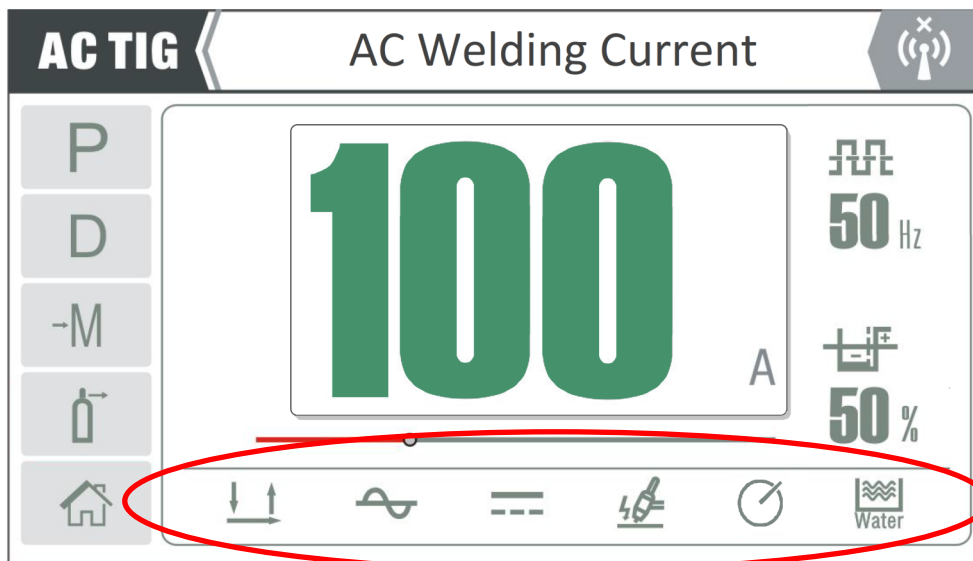 AC TIG
AC Welding Current
P
D
M
100
A
50 Hz
50 %
Water